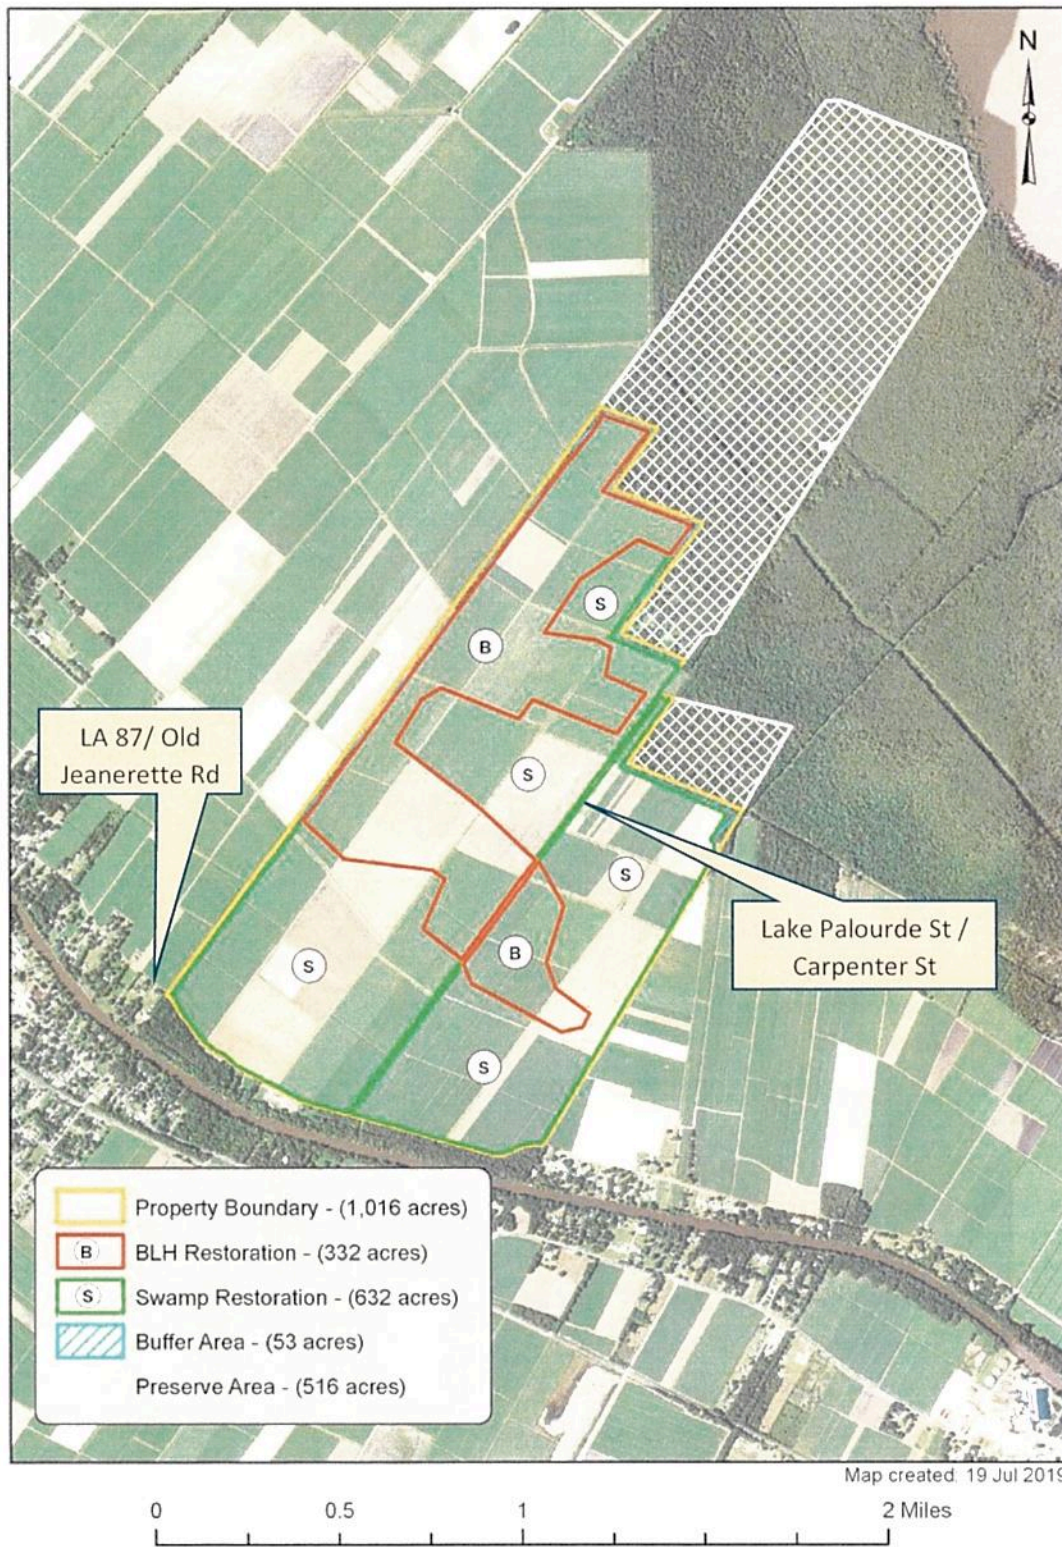 N
S
B
LA 87/ Old
Jeanerette Rd
S
S
Lake Palourde St /
Carpenter St
B
S
S
Property Boundary - (1,016 acres)
B BLH Restoration - (332 acres)
S Swamp Restoration - (632 acres)
Buffer Area - (53 acres)
Preserve Area - (516 acres)
Map created: 19 Jul 2019
0 0.5 1 2 Miles